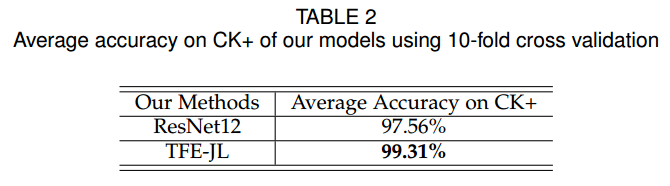 TABLE 2
Average accuracy on CK+ of our models using 10-fold cross validation
Our Methods Average Accuracy on CK+
ResNet12 97.56%
TFE-JL 99.31%